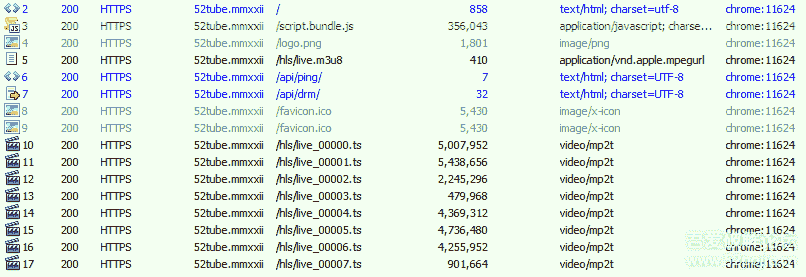 2 200 HTTPS 52tube.mmxxii / 858 text/html; charset=utf-8 chrome:11624
3 200 HTTPS 52tube.mmxxii /script.bundle.js 356,043 application/javascript; charse... chrome:11624
4 200 HTTPS 52tube.mmxxii /logo.png 1,801 image/png chrome:11624
5 200 HTTPS 52tube.mmxxii /hls/live.m3u8 410 application/vnd.apple.mpegurl chrome:11624
6 200 HTTPS 52tube.mmxxii /api/ping/ 7 text/html; charset=UTF-8 chrome:11624
7 200 HTTPS 52tube.mmxxii /api/drm/ 32 text/html; charset=UTF-8 chrome:11624
8 200 HTTPS 52tube.mmxxii /favicon.ico 5,430 image/x-icon chrome:11624
9 200 HTTPS 52tube.mmxxii /favicon.ico 5,430 image/x-icon chrome:11624
10 200 HTTPS 52tube.mmxxii /hls/live_00000.ts 5,007,952 video/mp2t chrome:11624
11 200 HTTPS 52tube.mmxxii /hls/live_00001.ts 5,438,656 video/mp2t chrome:11624
12 200 HTTPS 52tube.mmxxii /hls/live_00002.ts 2,245,296 video/mp2t chrome:11624
13 200 HTTPS 52tube.mmxxii /hls/live_00003.ts 479,968 video/mp2t chrome:11624
14 200 HTTPS 52tube.mmxxii /hls/live_00004.ts 4,369,312 video/mp2t chrome:11624
15 200 HTTPS 52tube.mmxxii /hls/live_00005.ts 4,736,480 video/mp2t chrome:11624
16 200 HTTPS 52tube.mmxxii /hls/live_00006.ts 4,255,952 video/mp2t chrome:11624
17 200 HTTPS 52tube.mmxxii /hls/live_00007.ts 901,664 video/mp2t chrome:11624